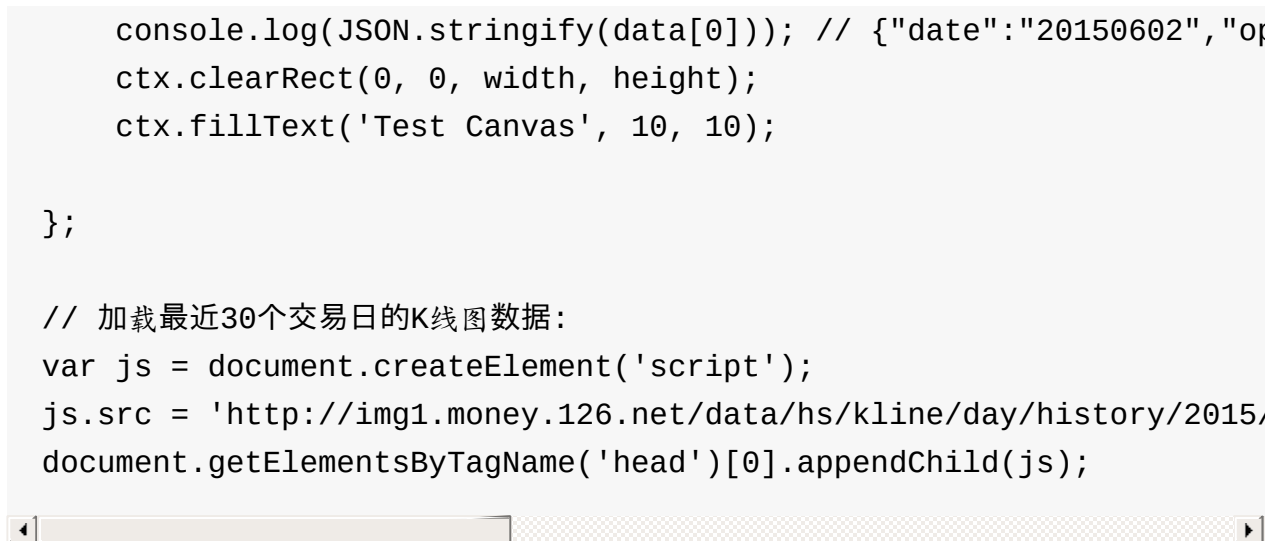 console.log(JSON.stringify(data[0])); // {"date":"20150602","op
ctx.clearRect(0, 0, width, height);
ctx.fillText('Test Canvas', 10, 10);
};
// 加载最近30个交易日的K线图数据:
var js = document.createElement('script');
js.src = 'http://img1.money.126.net/data/hs/kline/day/history/2015/
document.getElementsByTagName('head')[0].appendChild(js);